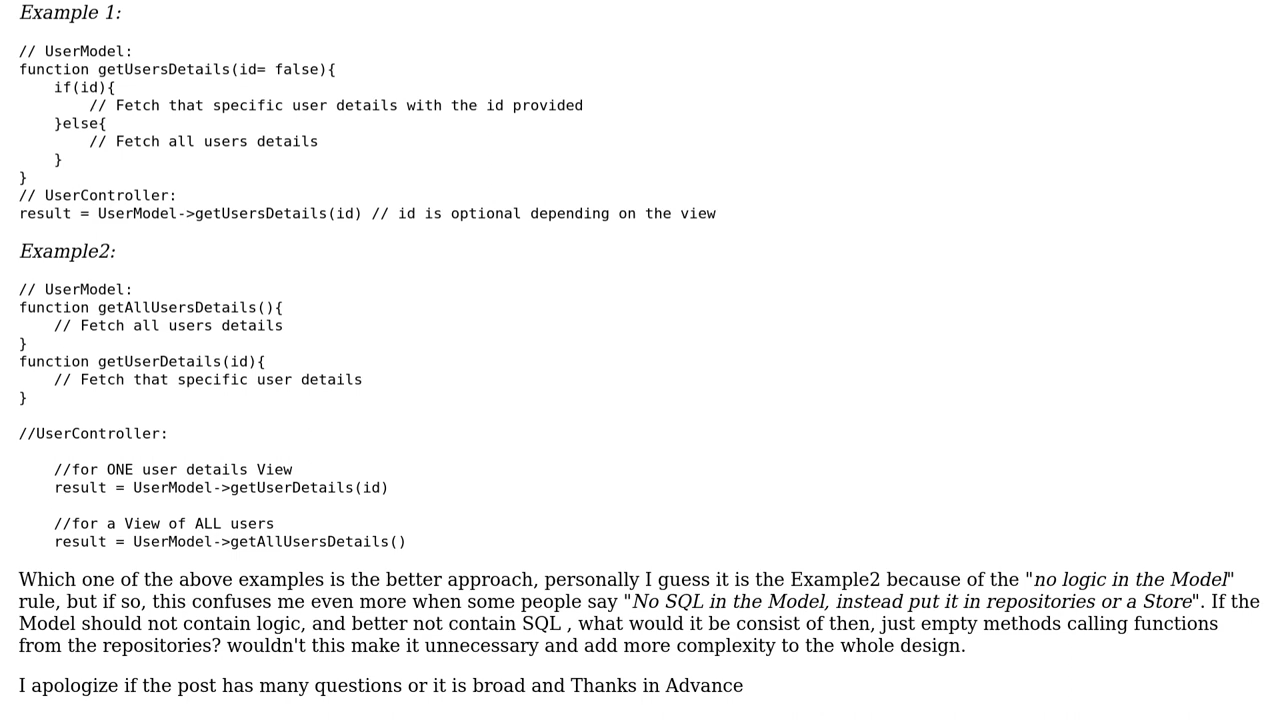 Example 1:
// UserModel:
function getUsersDetails(id= false){
    if(id){
        // Fetch that specific user details with the id provided
    }else{
        // Fetch all users details
    }
}
// UserController:
result = UserModel->getUsersDetails(id) // id is optional depending on the view
Example2:
// UserModel:
function getAllUsersDetails(){
    // Fetch all users details
}
function getUserDetails(id){
    // Fetch that specific user details
}
//UserController:
    //for ONE user details View
    result = UserModel->getUserDetails(id)
    //for a View of ALL users
    result = UserModel->getAllUsersDetails()
Which one of the above examples is the better approach, personally I guess it is the Example2 because of the "no logic in the Model"
rule, but if so, this confuses me even more when some people say "No SQL in the Model, instead put it in repositories or a Store". If the
Model should not contain logic, and better not contain SQL , what would it be consist of then, just empty methods calling functions
from the repositories? wouldn't this make it unnecessary and add more complexity to the whole design.
I apologize if the post has many questions or it is broad and Thanks in Advance